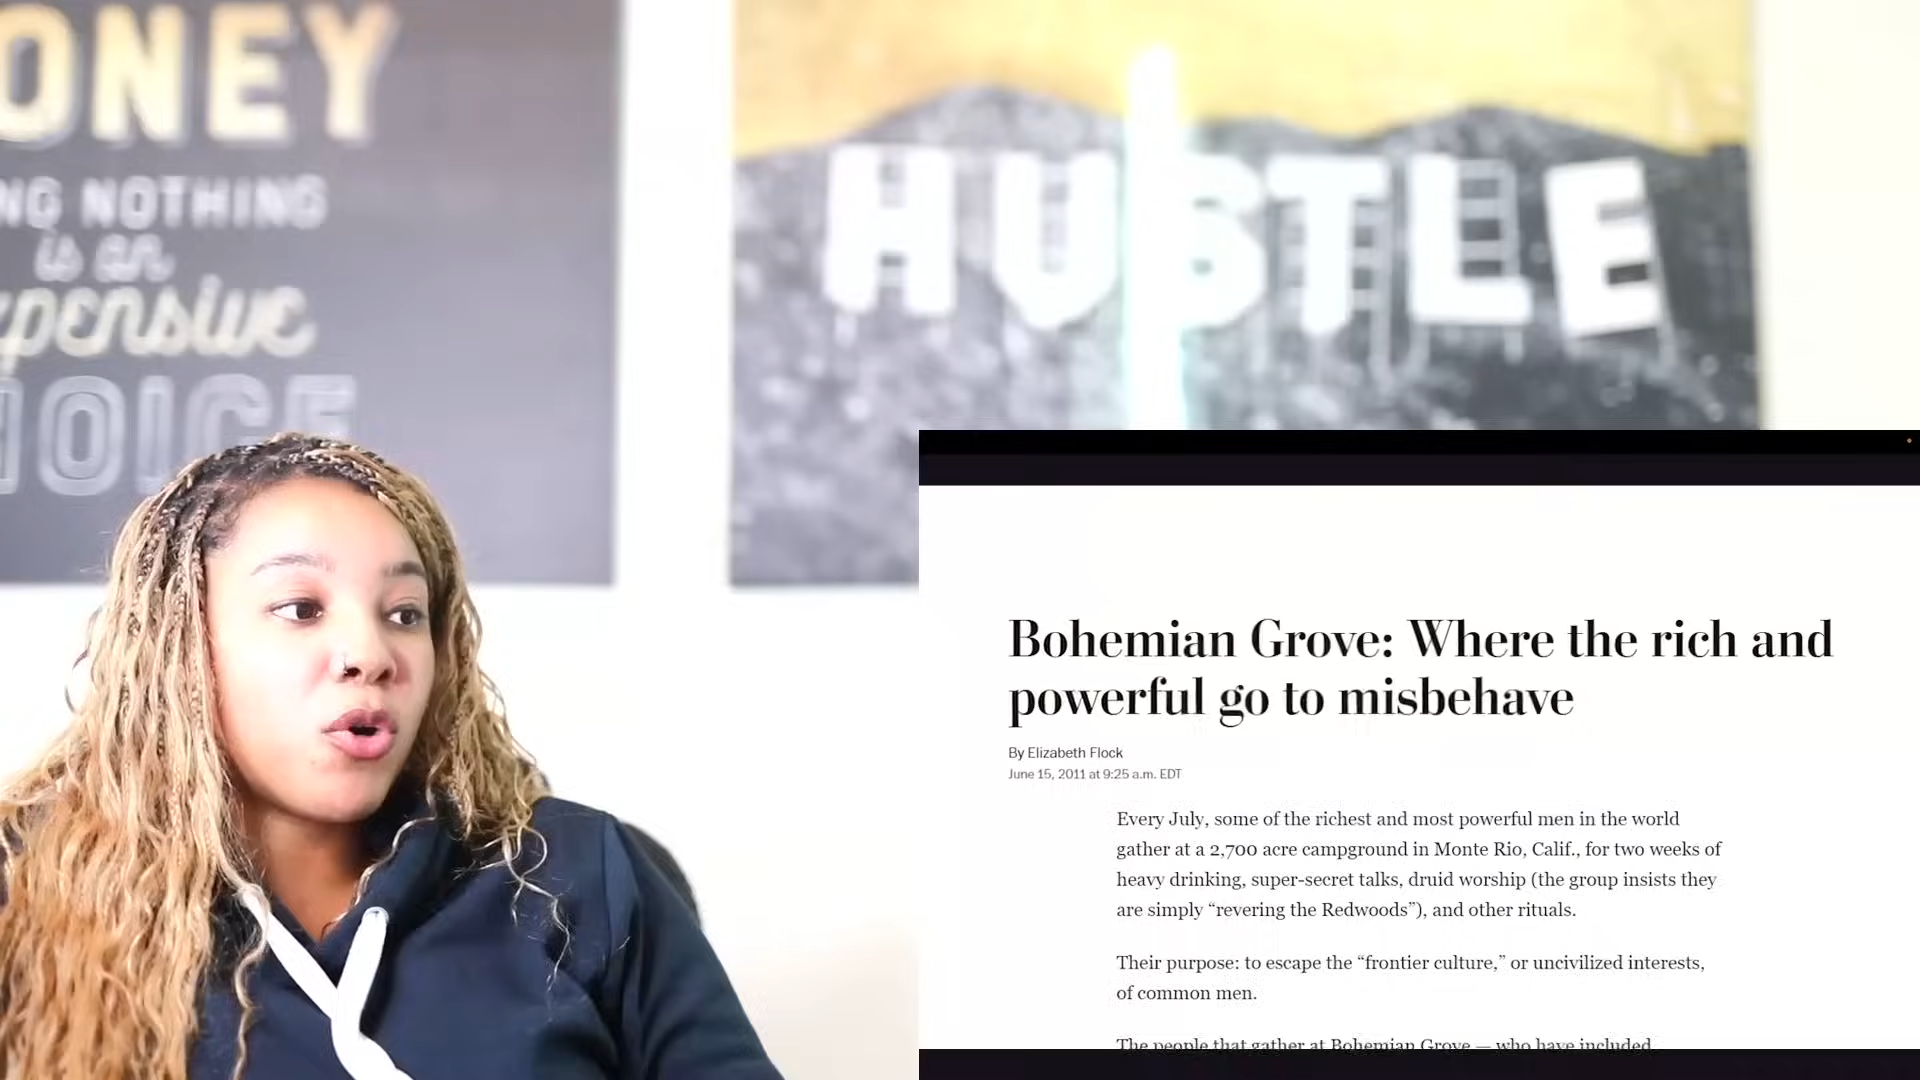 ONEY
NG NOTHING
is an
xpensive
HOICE
HUSTLE
Bohemian Grove: Where the rich and
powerful go to misbehave
By Elizabeth Flock
June 15, 2011 at 9:25 a.m. EDT
Every July, some of the richest and most powerful men in the world
gather at a 2,700 acre campground in Monte Rio, Calif., for two weeks of
heavy drinking, super-secret talks, druid worship (the group insists they
are simply “revering the Redwoods”), and other rituals.
Their purpose: to escape the “frontier culture,” or uncivilized interests,
of common men.
The people that gather at Bohemian Grove — who have included